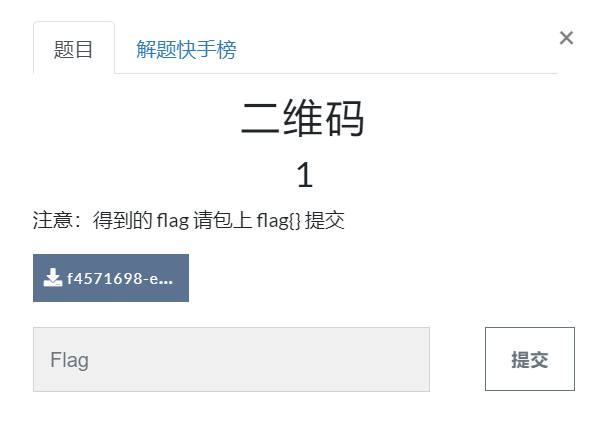 题目 解题快手榜 ×
二维码
1
注意：得到的 flag 请包上 flag{} 提交
f4571698-e...
Flag 提交